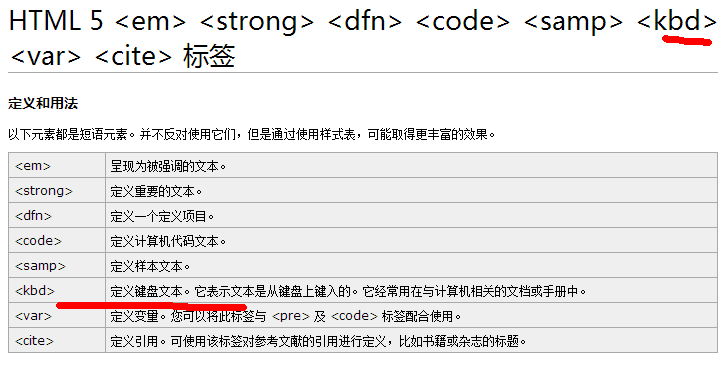 HTML 5 <em> <strong> <dfn> <code> <samp> <kbd>
<var> <cite> 标签
定义和用法
以下元素都是短语元素。并不反对使用它们，但是通过使用样式表，可能取得更丰富的效果。
<em> 呈现为被强调的文本。
<strong> 定义重要的文本。
<dfn> 定义一个定义项目。
<code> 定义计算机代码文本。
<samp> 定义样本文本。
<kbd> 定义键盘文本。它表示文本是从键盘上键入的。它经常用在与计算机相关的文档或手册中。
<var> 定义变量。您可以将此标签与 <pre> 及 <code> 标签配合使用。
<cite> 定义引用。可使用该标签对参考文献的引用进行定义，比如书籍或杂志的标题。